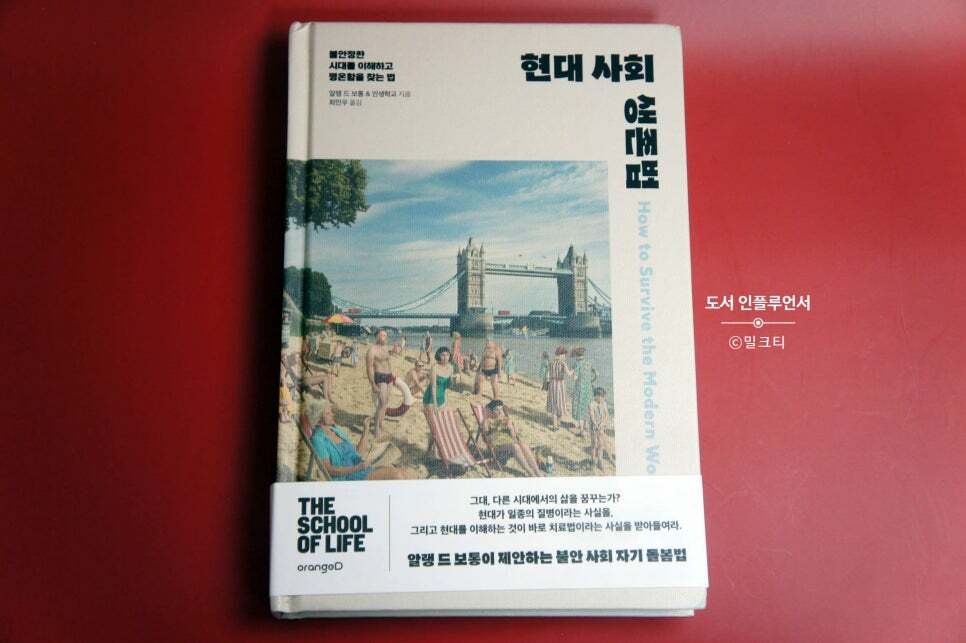 불안정한
시대를 이해하고
평온함을 찾는 법
알랭 드 보통 & 인생학교 지음
최민우 옮김
현대 사회
생존법
How to Survive the Modern Wo
도서 인플루언서
©밀크티
THE
SCHOOL
OF LIFE
orangeD
그대, 다른 시대에서의 삶을 꿈꾸는가?
현대가 일종의 질병이라는 사실을,
그리고 현대를 이해하는 것이 바로 치료법이라는 사실을 받아들여라.
알랭 드 보통이 제안하는 불안 사회 자기 돌봄법